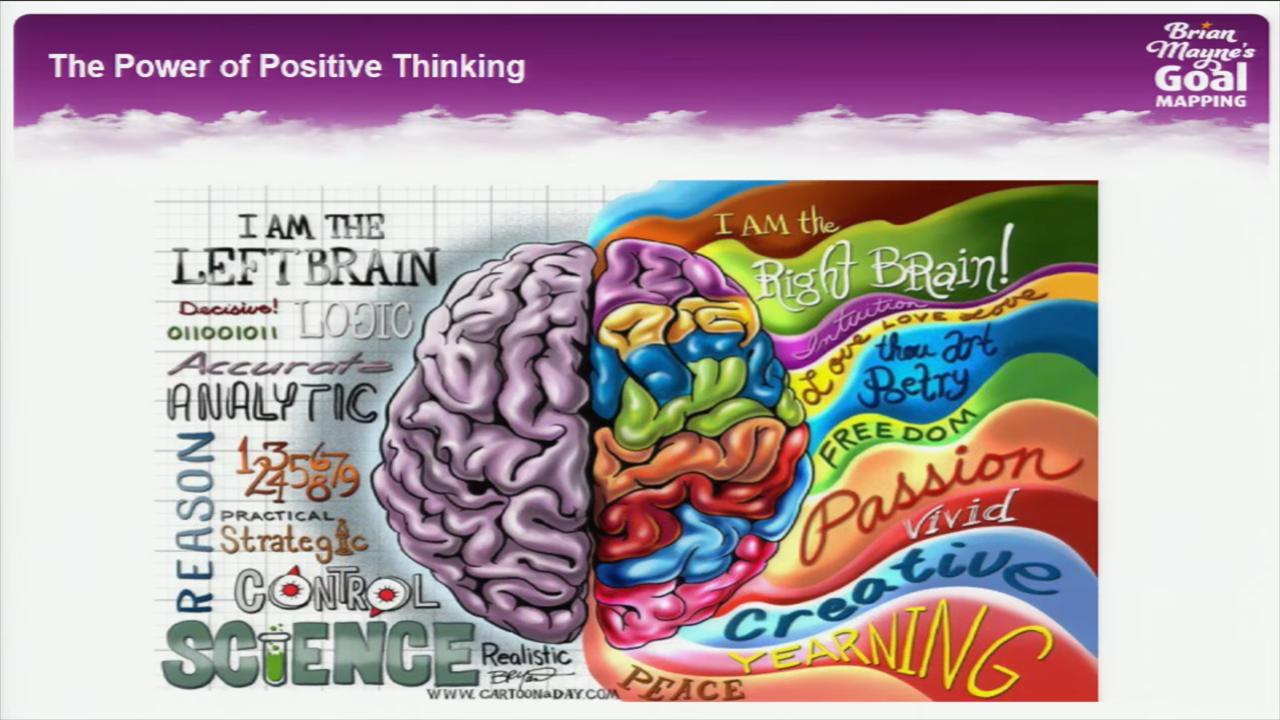 The Power of Positive Thinking
Brian
Mayne's
Goal
MAPPING
I AM THE
LEFT BRAIN
Decisive!
LOGIC
011001011
Accurate
ANALYTIC
REASON
123456789
PRACTICAL
Strategic
CONTROL
SCIENCE
Realistic
WWW.CARTOONADAY.COM
I AM the
Right BRain!
Intuition
Love LOVE Love
thou art
Poetry
FREEDOM
Passion
Vivid
Creative
YEARNING
PEACE